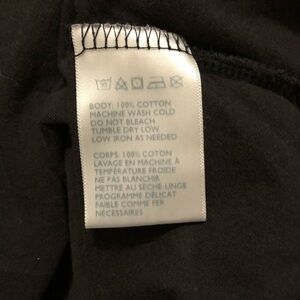 BODY: 100% COTTON
MACHINE WASH COLD
DO NOT BLEACH
TUMBLE DRY LOW
LOW IRON AS NEEDED
CORPS: 100% COTON
LAVAGE EN MACHINE À
TEMPÉRATURE FROIDE
NE PAS BLANCHIR
METTRE AU SÈCHE-LINGE
PROGRAMME DÉLICAT
FAIBLE COMME FER
NÉCESSAIRES